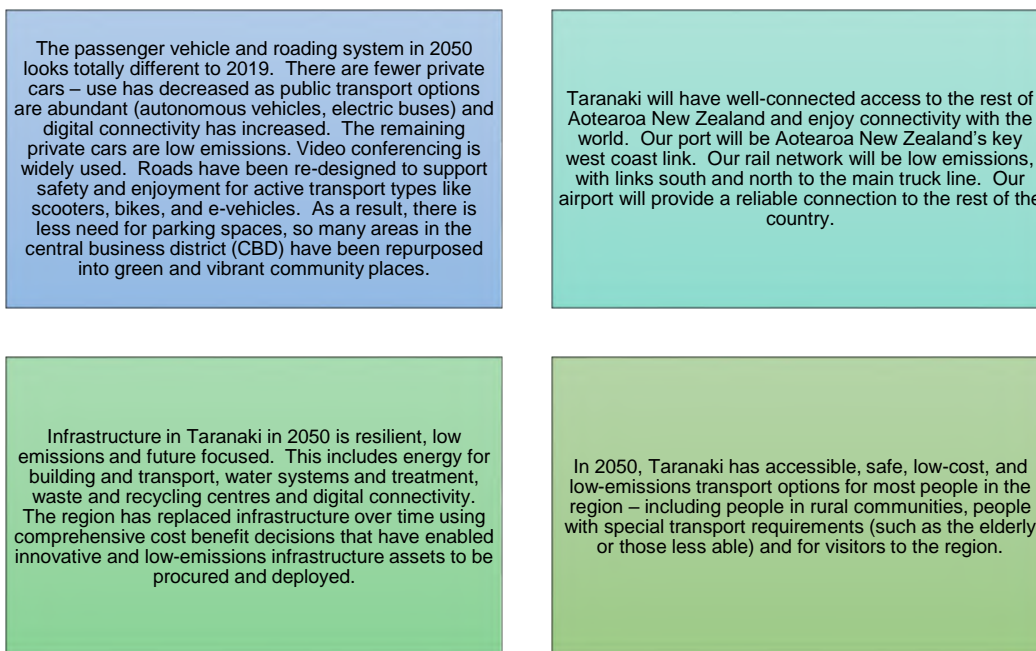 The passenger vehicle and roading system in 2050
looks totally different to 2019.  There are fewer private
cars – use has decreased as public transport options
are abundant (autonomous vehicles, electric buses) and
digital connectivity has increased.  The remaining
private cars are low emissions. Video conferencing is
widely used.  Roads have been re-designed to support
safety and enjoyment for active transport types like
scooters, bikes, and e-vehicles.  As a result, there is
less need for parking spaces, so many areas in the
central business district (CBD) have been repurposed
into green and vibrant community places.
Taranaki will have well-connected access to the rest of
Aotearoa New Zealand and enjoy connectivity with the
world.  Our port will be Aotearoa New Zealand's key
west coast link.  Our rail network will be low emissions,
with links south and north to the main truck line.  Our
airport will provide a reliable connection to the rest of the
country.
Infrastructure in Taranaki in 2050 is resilient, low
emissions and future focused.  This includes energy for
building and transport, water systems and treatment,
waste and recycling centres and digital connectivity.
The region has replaced infrastructure over time using
comprehensive cost benefit decisions that have enabled
innovative and low-emissions infrastructure assets to be
procured and deployed.
In 2050, Taranaki has accessible, safe, low-cost, and
low-emissions transport options for most people in the
region – including people in rural communities, people
with special transport requirements (such as the elderly
or those less able) and for visitors to the region.